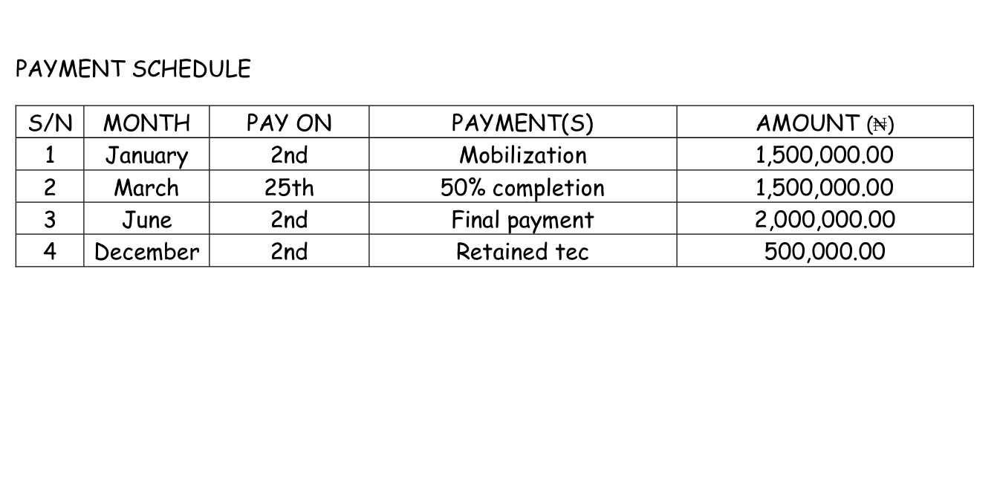 PAYMENT SCHEDULE
S/N MONTH PAY ON PAYMENT(S) AMOUNT (₦)
1 January 2nd Mobilization 1,500,000.00
2 March 25th 50% completion 1,500,000.00
3 June 2nd Final payment 2,000,000.00
4 December 2nd Retained tec 500,000.00